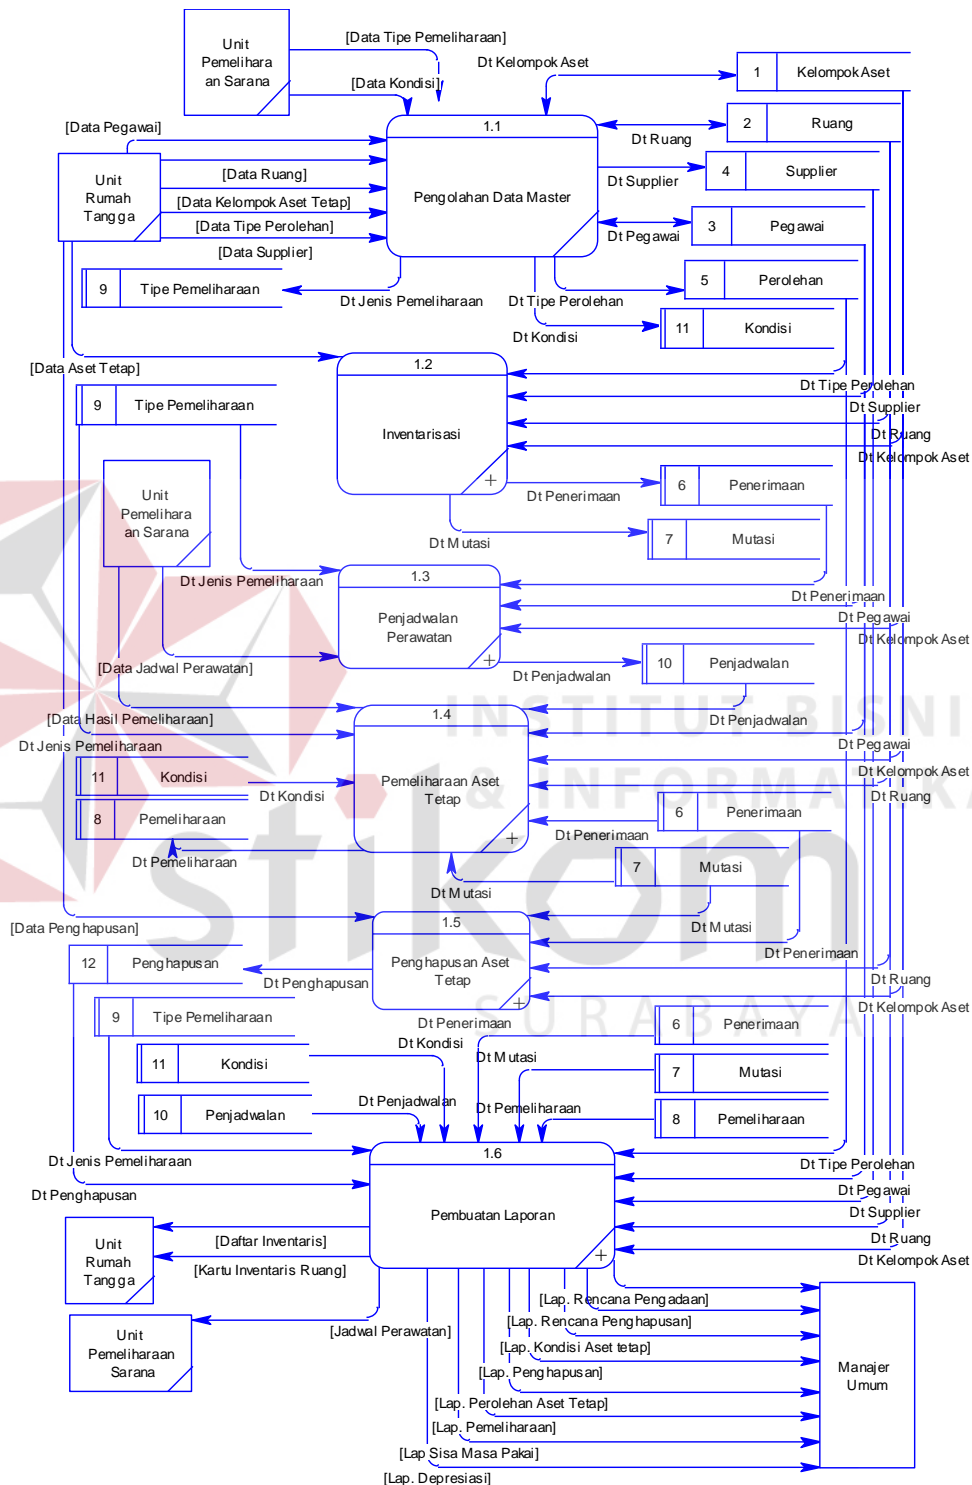 Unit
Pemelihara
an Sarana
[Data Tipe Pemeliharaan]
[Data Kondisi]
Dt Kelompok Aset
1 Kelompok Aset
[Data Pegawai]
1.1
Pengolahan Data Master
Dt Ruang
2 Ruang
Unit
Rumah
Tangga
[Data Ruang]
Dt Supplier
4 Supplier
[Data Kelompok Aset Tetap]
[Data Tipe Perolehan]
[Data Supplier]
Dt Pegawai
3 Pegawai
9 Tipe Pemeliharaan
Dt Jenis Pemeliharaan
Dt Tipe Perolehan
5 Perolehan
Dt Kondisi
11 Kondisi
[Data Aset Tetap]
1.2
Inventarisasi
+
Dt Tipe Perolehan
Dt Supplier
Dt Ruang
Dt Kelompok Aset
9 Tipe Pemeliharaan
Unit
Pemelihara
an Sarana
Dt Penerimaan
6 Penerimaan
Dt Mutasi
7 Mutasi
Dt Jenis Pemeliharaan
1.3
Penjadwalan
Perawatan
+
Dt Penerimaan
Dt Pegawai
Dt Kelompok Aset
[Data Jadwal Perawatan]
Dt Penjadwalan
10 Penjadwalan
[Data Hasil Pemeliharaan]
Dt Jenis Pemeliharaan
1.4
Pemeliharaan Aset
Tetap
+
Dt Penjadwalan
Dt Pegawai
Dt Kelompok Aset
Dt Ruang
11 Kondisi
Dt Kondisi
8 Pemeliharaan
Dt Pemeliharaan
Dt Penerimaan
6 Penerimaan
Dt Mutasi
7 Mutasi
INSTITUT BISNI
& INFORMATIKA
stikom
SURABAYA
[Data Penghapusan]
1.5
Penghapusan Aset
Tetap
+
Dt Mutasi
Dt Penerimaan
Dt Ruang
Dt Kelompok Aset
12 Penghapusan
Dt Penghapusan
9 Tipe Pemeliharaan
Dt Penerimaan
6 Penerimaan
11 Kondisi
Dt Kondisi
Dt Mutasi
7 Mutasi
10 Penjadwalan
Dt Penjadwalan
Dt Pemeliharaan
8 Pemeliharaan
Dt Jenis Pemeliharaan
Dt Penghapusan
1.6
Pembuatan Laporan
+
Dt Tipe Perolehan
Dt Pegawai
Dt Supplier
Dt Ruang
Dt Kelompok Aset
Unit
Rumah
Tangga
[Daftar Inventaris]
[Kartu Inventaris Ruang]
Unit
Pemeliharaan
Sarana
[Jadwal Perawatan]
[Lap. Rencana Pengadaan]
[Lap. Rencana Penghapusan]
[Lap. Kondisi Aset tetap]
[Lap. Penghapusan]
[Lap. Perolehan Aset Tetap]
[Lap. Pemeliharaan]
[Lap Sisa Masa Pakai]
[Lap. Depresiasi]
Manajer
Umum